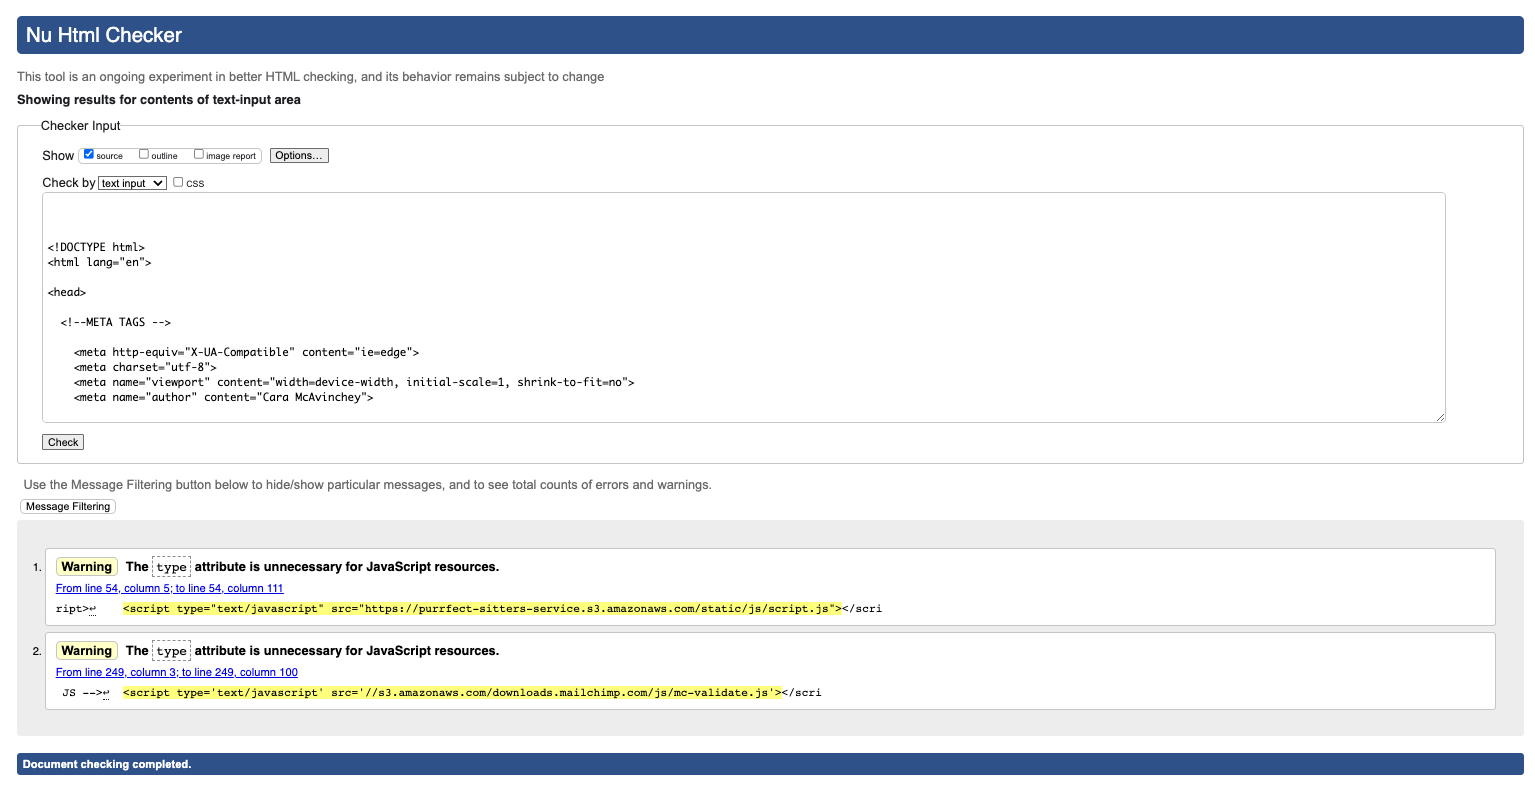 Nu Html Checker
This tool is an ongoing experiment in better HTML checking, and its behavior remains subject to change
Showing results for contents of text-input area
Checker Input
Show source outline image report Options...
Check by text input css
<!DOCTYPE html>
<html lang="en">
<head>
<!--META TAGS -->
<meta http-equiv="X-UA-Compatible" content="ie=edge">
<meta charset="utf-8">
<meta name="viewport" content="width=device-width, initial-scale=1, shrink-to-fit=no">
<meta name="author" content="Cara McAvinchey">
Check
Use the Message Filtering button below to hide/show particular messages, and to see total counts of errors and warnings.
Message Filtering
1. Warning The type attribute is unnecessary for JavaScript resources.
From line 54, column 5; to line 54, column 111
ript>↩ <script type="text/javascript" src="https://purrfect-sitters-service.s3.amazonaws.com/static/js/script.js"></scri
2. Warning The type attribute is unnecessary for JavaScript resources.
From line 249, column 3; to line 249, column 100
JS -->↩ <script type='text/javascript' src='//s3.amazonaws.com/downloads.mailchimp.com/js/mc-validate.js'></scri
Document checking completed.